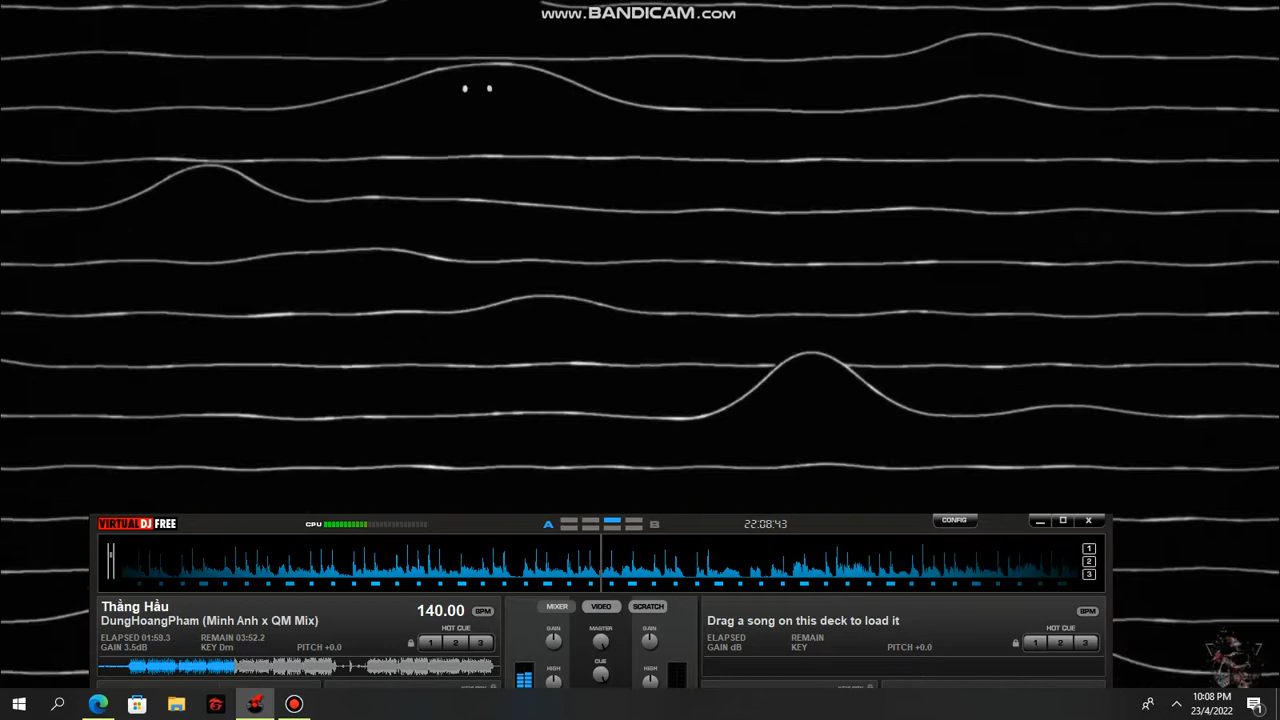 www.BANDICAM.com
VIRTUALDJ FREE
CPU
A
B
22:08:43
CONFIG
1
2
3
Thằng Hầu
140.00 BPM
DungHoangPham (Minh Anh x QM Mix)
ELAPSED 01:59.3 REMAIN 03:52.2
GAIN 3.5dB KEY Dm PITCH +0.0
HOT CUE
1 2 3
MIXER VIDEO SCRATCH
GAIN MASTER GAIN
HIGH CUE HIGH
BPM
Drag a song on this deck to load it
ELAPSED REMAIN
GAIN dB KEY PITCH +0.0
HOT CUE
1 2 3
10:08 PM
23/4/2022
1